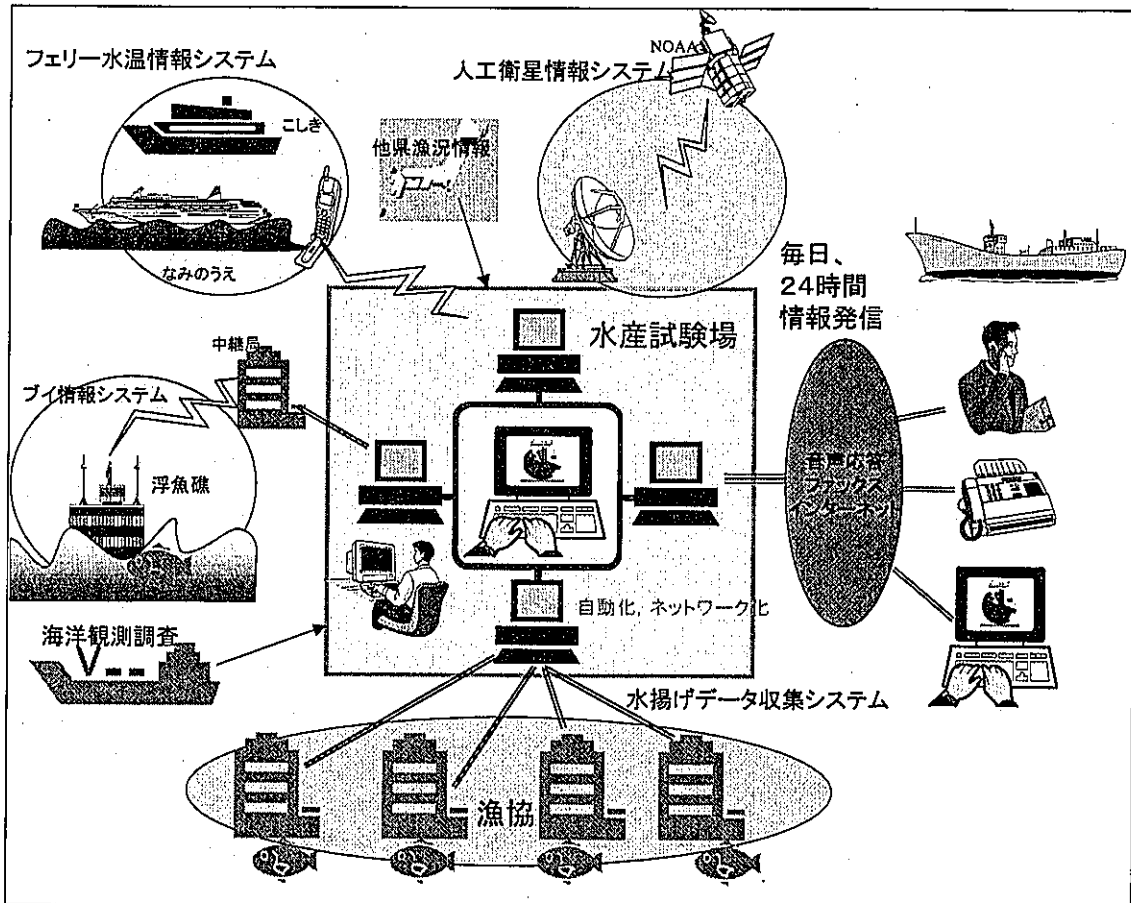 フェリー水温情報システム
こしき
なみのうえ
他県漁況情報
NOAA
人工衛星情報システム
毎日、
24時間
情報発信
水産試験場
中継局
ブイ情報システム
浮魚礁
音声応答
ファックス
インターネット
自動化，ネットワーク化
海洋観測調査
水揚げデータ収集システム
漁協